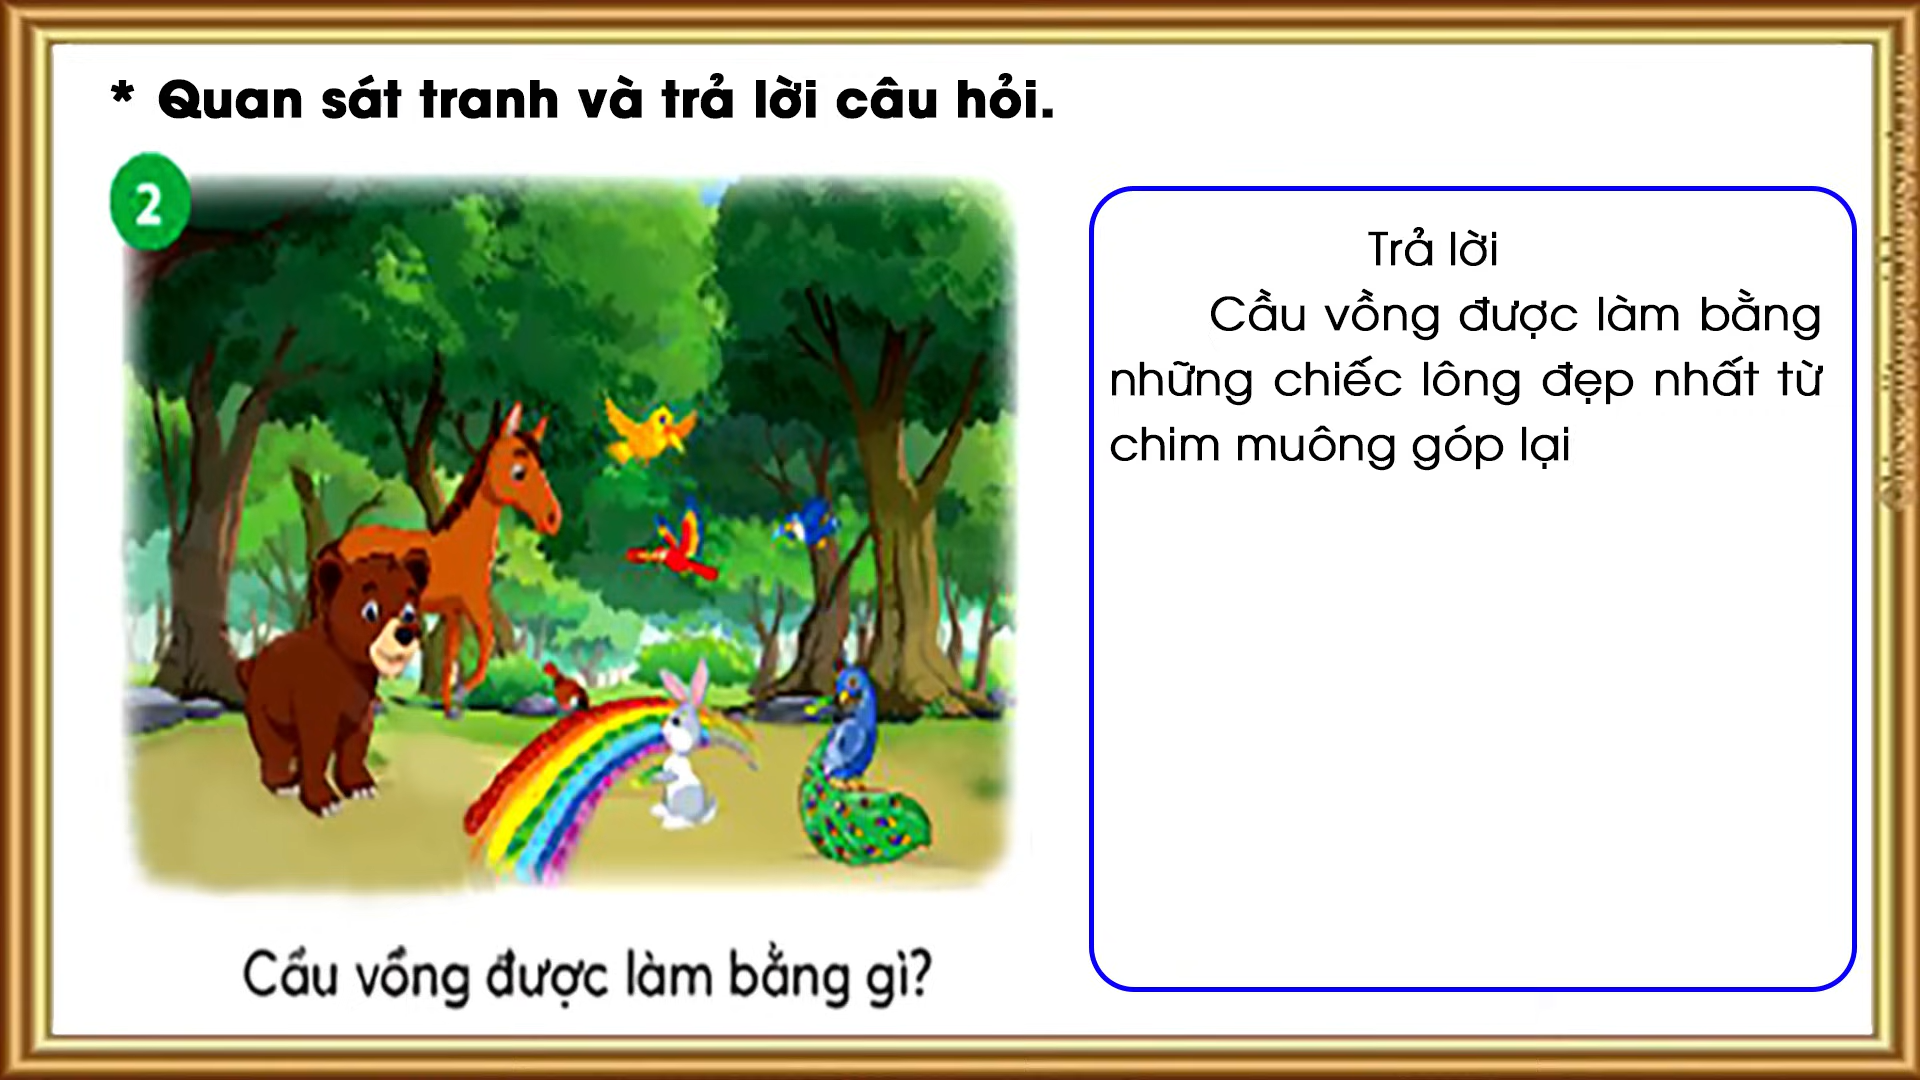 * Quan sát tranh và trả lời câu hỏi.
2
Cầu vồng được làm bằng gì?
Trả lời
Cầu vồng được làm bằng
những chiếc lông đẹp nhất từ
chim muông góp lại